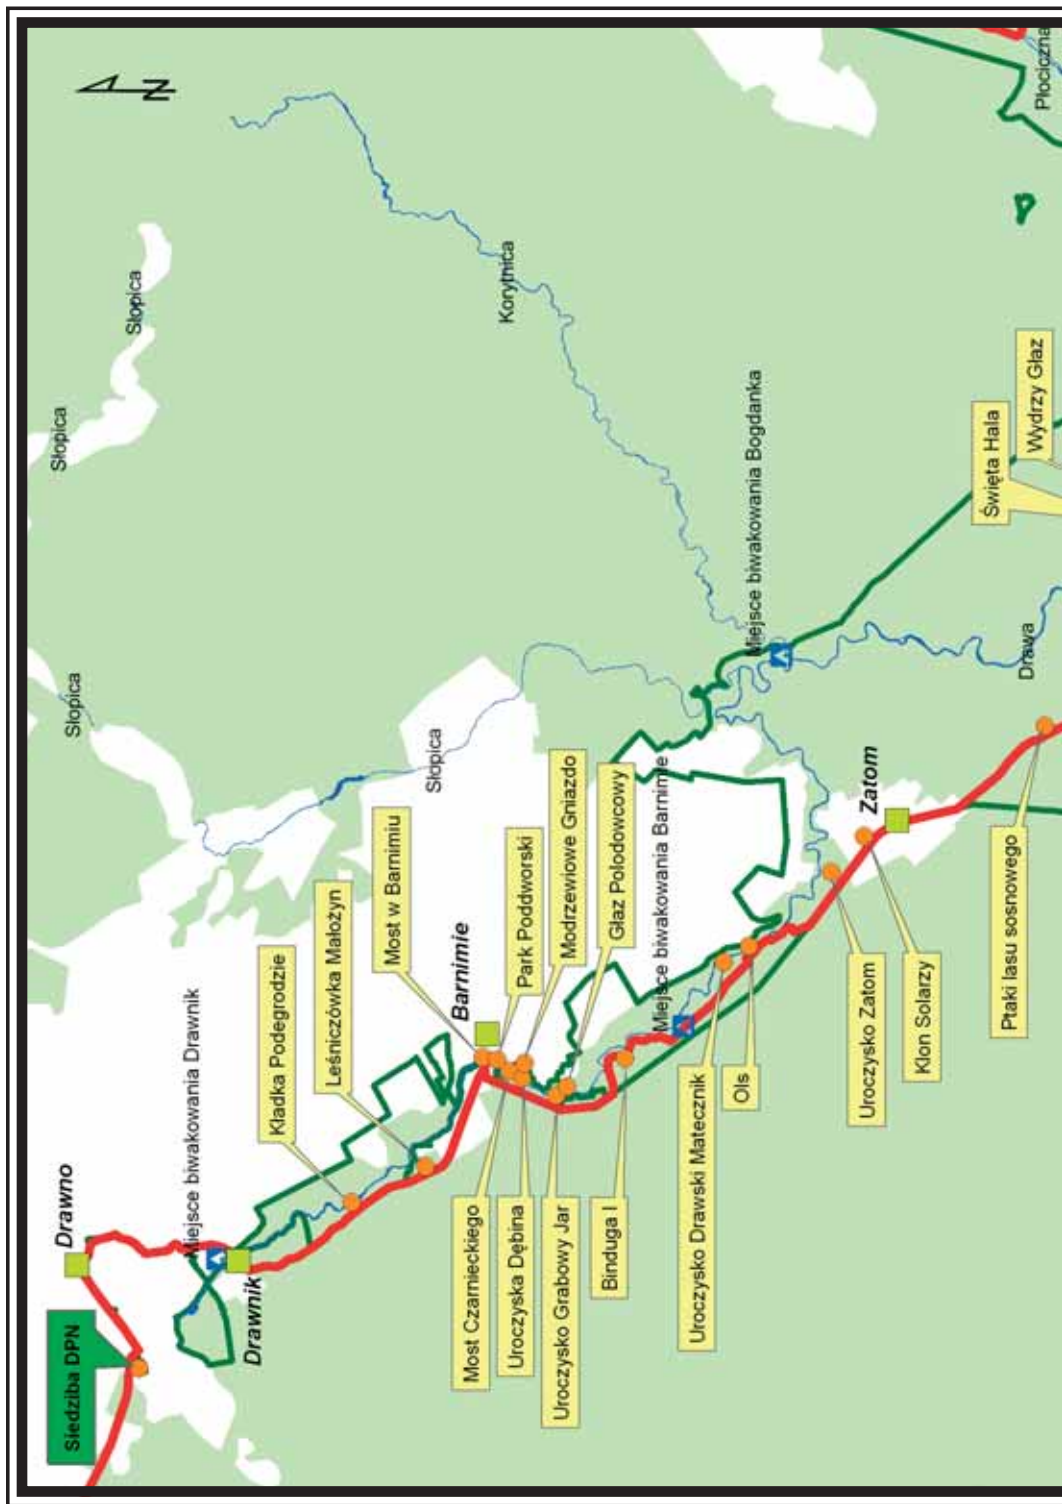 Siedziba DPN
Drawno
Słopica
Słopica
Słopica
N
Miejsce biwakowania Drawnik
Drawnik
Kładka Podegrodzie
Leśniczówka Małożyn
Most w Barnimiu
Słopica
Barnimie
Most Czarnieckiego
Korytnica
Uroczyska Dębina
Park Poddworski
Uroczysko Grabowy Jar
Modrzewiowe Gniazdo
Binduga I
Głaz Polodowcowy
Miejsce biwakowania Barnimie
Uroczysko Drawski Matecznik
Ols
Miejsce biwakowania Bogdanka
Uroczysko Zatom
Zatom
Klon Solarzy
Święta Hala
Ptaki lasu sosnowego
Drawa
Wydrzy Głaz
Płociczna